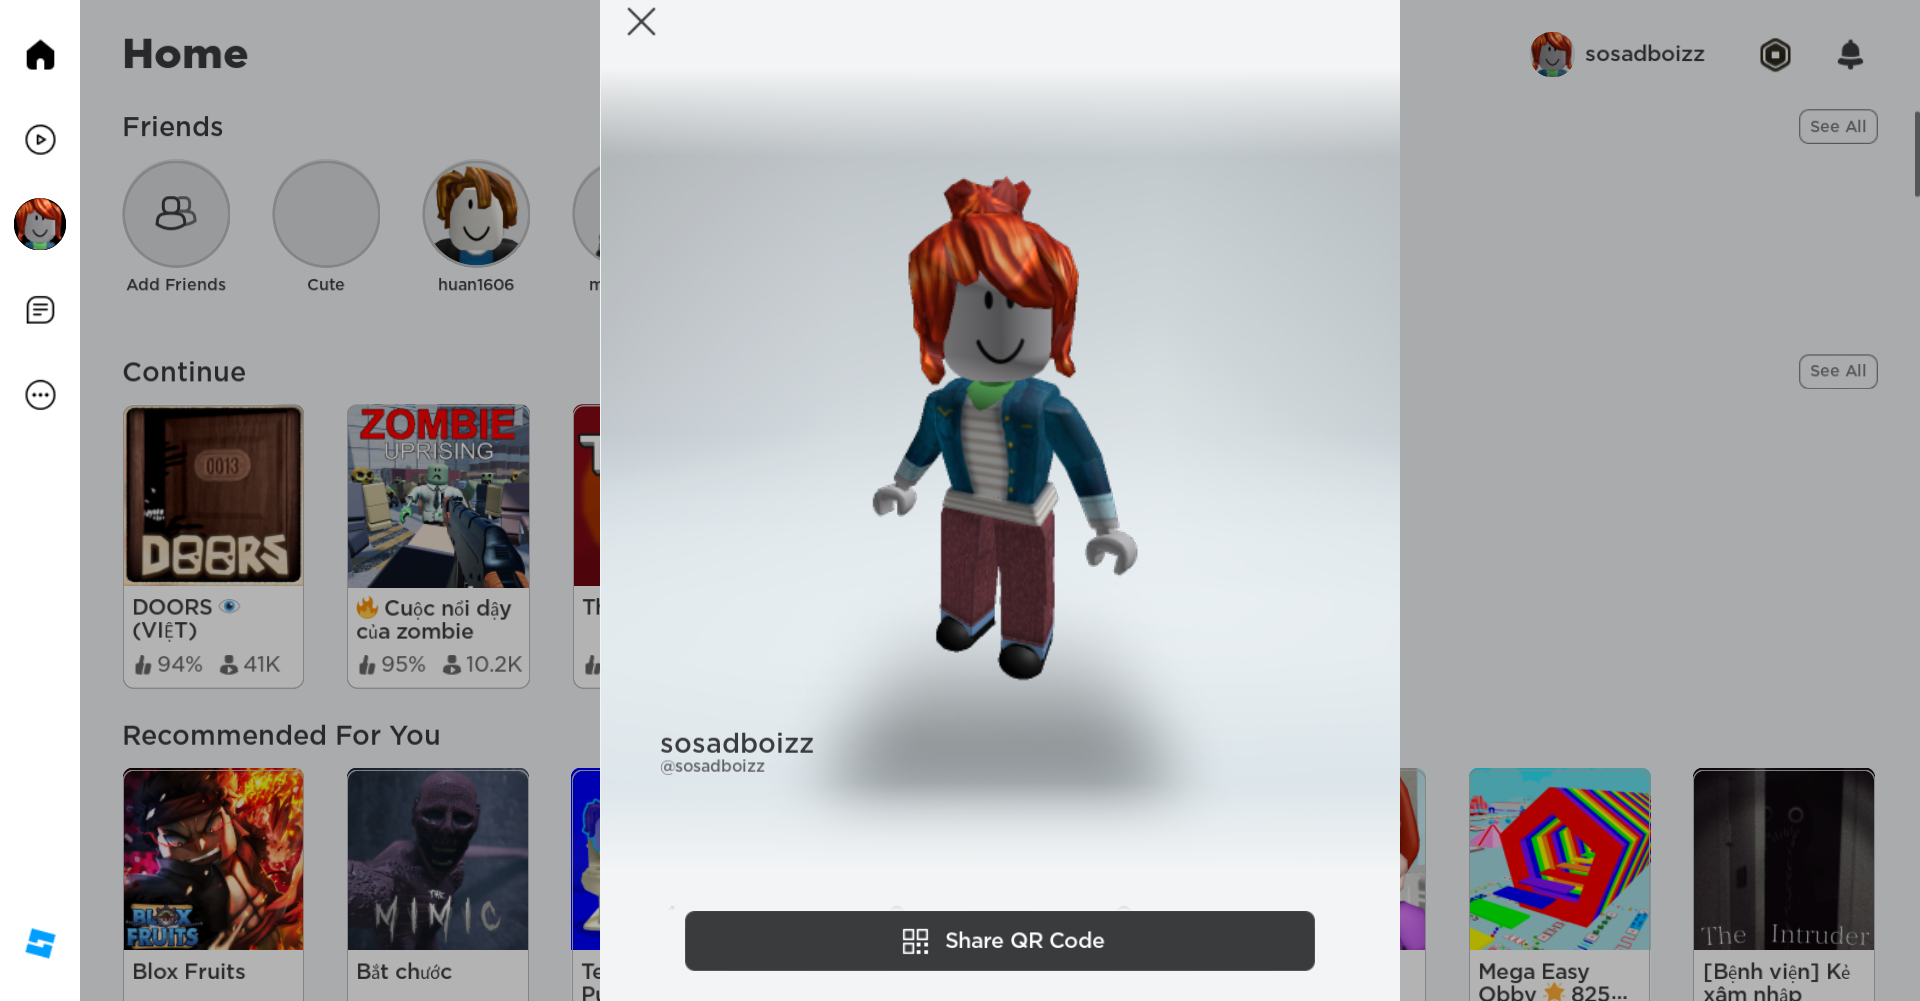 Home
sosadboizz
Friends
See All
Add Friends
Cute
huan1606
m
Continue
See All
0013
DOORS
ZOMBIE
UPRISING
T
DOORS 👁️
(VIỆT)
94% 41K
🔥 Cuộc nổi dậy
của zombie
95% 10.2K
Th
sosadboizz
@sosadboizz
Recommended For You
BLOX
FRUITS
THE
MIMIC
The Intruder
Blox Fruits
Bắt chước
Te
Pu
Mega Easy
Obby 🌟 825...
[Bệnh viện] Kẻ
xâm nhập
Share QR Code